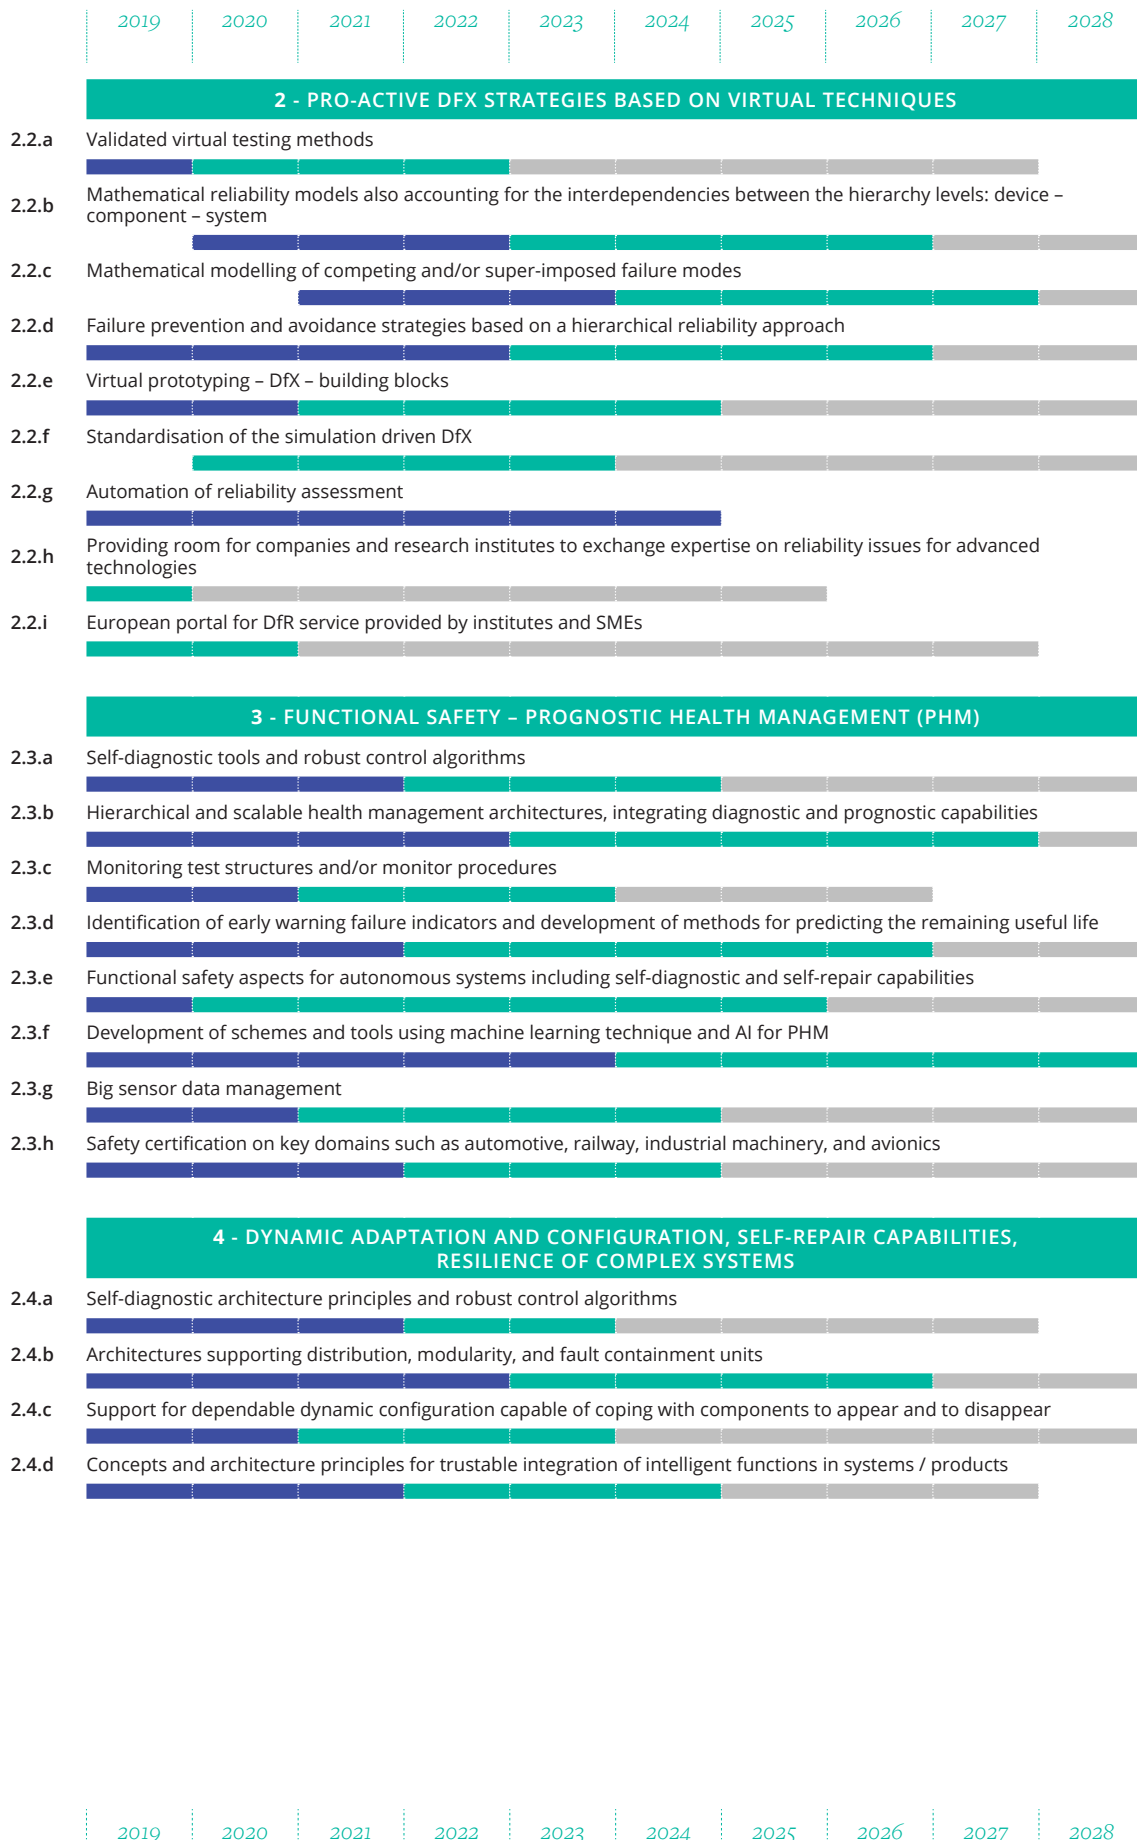 2019 2020 2021 2022 2023 2024 2025 2026 2027 2028
2 - PRO-ACTIVE DFX STRATEGIES BASED ON VIRTUAL TECHNIQUES
2.2.a Validated virtual testing methods
2.2.b Mathematical reliability models also accounting for the interdependencies between the hierarchy levels: device –
component – system
2.2.c Mathematical modelling of competing and/or super-imposed failure modes
2.2.d Failure prevention and avoidance strategies based on a hierarchical reliability approach
2.2.e Virtual prototyping – DfX – building blocks
2.2.f Standardisation of the simulation driven DfX
2.2.g Automation of reliability assessment
2.2.h Providing room for companies and research institutes to exchange expertise on reliability issues for advanced
technologies
2.2.i European portal for DfR service provided by institutes and SMEs
3 - FUNCTIONAL SAFETY – PROGNOSTIC HEALTH MANAGEMENT (PHM)
2.3.a Self-diagnostic tools and robust control algorithms
2.3.b Hierarchical and scalable health management architectures, integrating diagnostic and prognostic capabilities
2.3.c Monitoring test structures and/or monitor procedures
2.3.d Identification of early warning failure indicators and development of methods for predicting the remaining useful life
2.3.e Functional safety aspects for autonomous systems including self-diagnostic and self-repair capabilities
2.3.f Development of schemes and tools using machine learning technique and AI for PHM
2.3.g Big sensor data management
2.3.h Safety certification on key domains such as automotive, railway, industrial machinery, and avionics
4 - DYNAMIC ADAPTATION AND CONFIGURATION, SELF-REPAIR CAPABILITIES,
RESILIENCE OF COMPLEX SYSTEMS
2.4.a Self-diagnostic architecture principles and robust control algorithms
2.4.b Architectures supporting distribution, modularity, and fault containment units
2.4.c Support for dependable dynamic configuration capable of coping with components to appear and to disappear
2.4.d Concepts and architecture principles for trustable integration of intelligent functions in systems / products
2019 2020 2021 2022 2023 2024 2025 2026 2027 2028